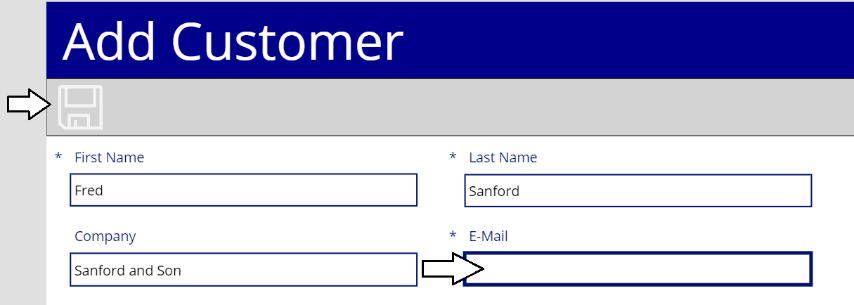 Add Customer
* First Name
* Last Name
Fred
Sanford
Company
* E-Mail
Sanford and Son